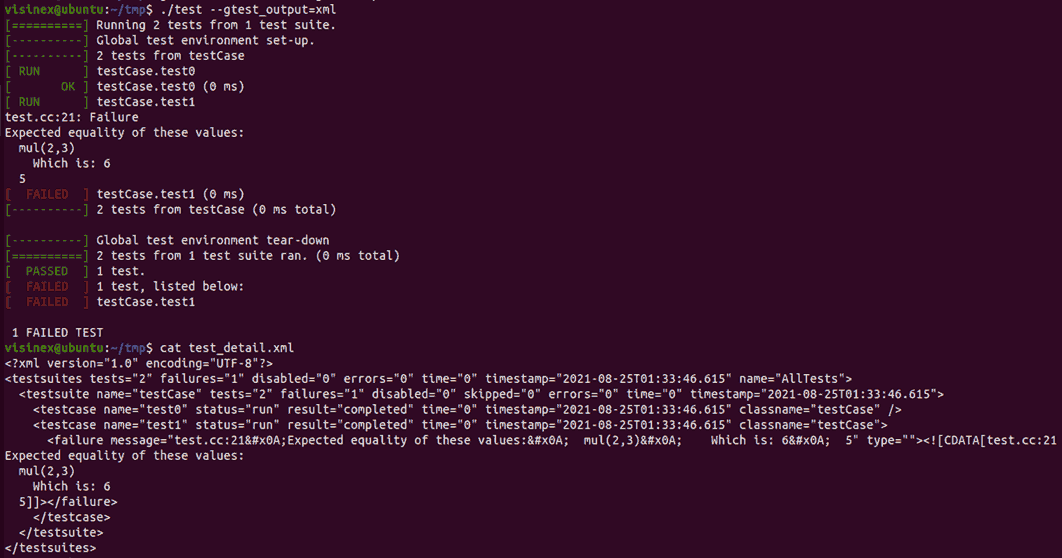 visinex@ubuntu:~/tmp$ ./test --gtest_output=xml
[==========] Running 2 tests from 1 test suite.
[----------] Global test environment set-up.
[----------] 2 tests from testCase
[ RUN      ] testCase.test0
[       OK ] testCase.test0 (0 ms)
[ RUN      ] testCase.test1
test.cc:21: Failure
Expected equality of these values:
  mul(2,3)
    Which is: 6
  5
[  FAILED  ] testCase.test1 (0 ms)
[----------] 2 tests from testCase (0 ms total)
[----------] Global test environment tear-down
[==========] 2 tests from 1 test suite ran. (0 ms total)
[  PASSED  ] 1 test.
[  FAILED  ] 1 test, listed below:
[  FAILED  ] testCase.test1
 1 FAILED TEST
visinex@ubuntu:~/tmp$ cat test_detail.xml
<?xml version="1.0" encoding="UTF-8"?>
<testsuites tests="2" failures="1" disabled="0" errors="0" time="0" timestamp="2021-08-25T01:33:46.615" name="AllTests">
  <testsuite name="testCase" tests="2" failures="1" disabled="0" skipped="0" errors="0" time="0" timestamp="2021-08-25T01:33:46.615">
    <testcase name="test0" status="run" result="completed" time="0" timestamp="2021-08-25T01:33:46.615" classname="testCase" />
    <testcase name="test1" status="run" result="completed" time="0" timestamp="2021-08-25T01:33:46.615" classname="testCase">
      <failure message="test.cc:21&#x0A;Expected equality of these values:&#x0A;  mul(2,3)&#x0A;    Which is: 6&#x0A;  5" type=""><![CDATA[test.cc:21
Expected equality of these values:
  mul(2,3)
    Which is: 6
  5]]></failure>
    </testcase>
  </testsuite>
</testsuites>